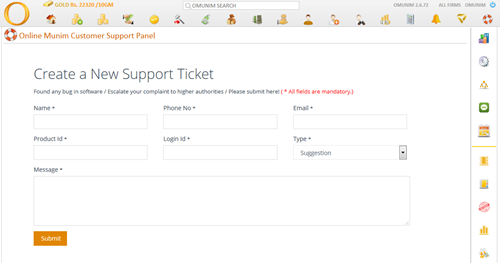 GOLD Rs. 22320 /10GM
OMUNIM SEARCH
OMUNIM 2.6.72
ALL FIRMS
OMUNIM
Online Munim Customer Support Panel
Create a New Support Ticket
Found any bug in software / Escalate your complaint to higher authorities / Please submit here! ( * All fields are mandatory.)
Name *
Phone No *
Email *
Product Id *
Login Id *
Type *
Suggestion
Message *
Submit